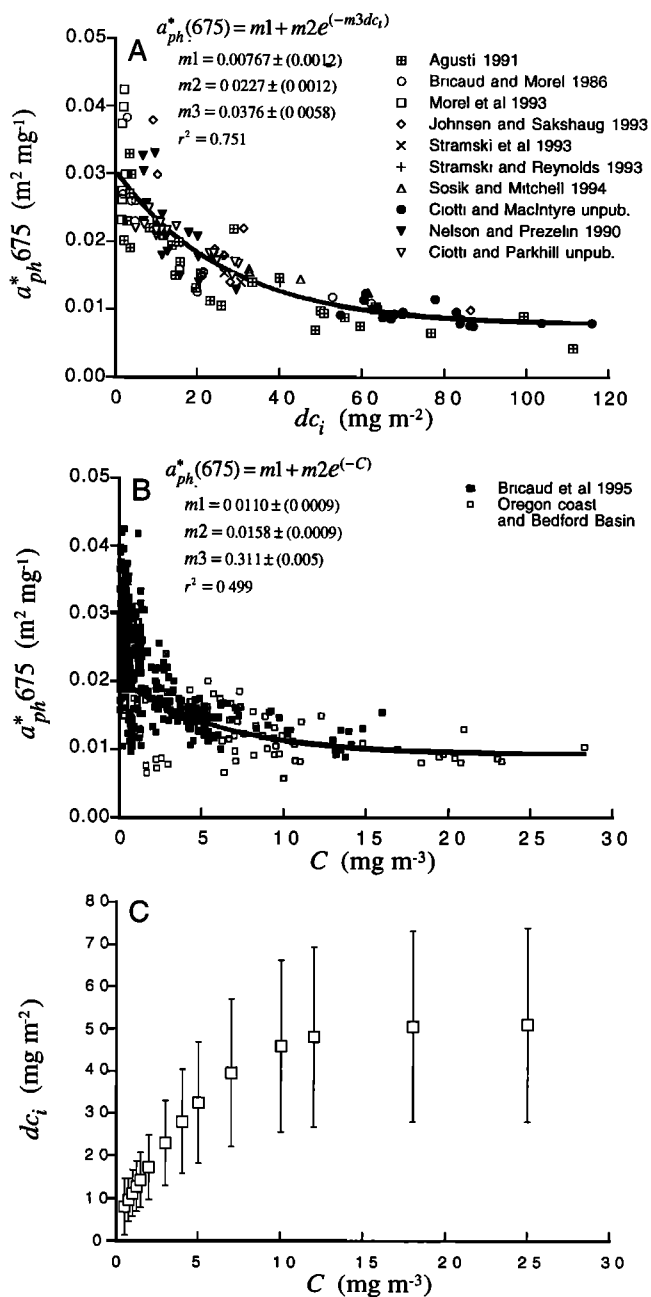 A
a*ph(675) = m1 + m2e^(-m3dci)
m1 = 0.00767 ± (0.0012)
m2 = 0.0227 ± (0.0012)
m3 = 0.0376 ± (0 0058)
r² = 0.751
Agusti 1991
Bricaud and Morel 1986
Morel et al 1993
Johnsen and Sakshaug 1993
Stramski et al 1993
Stramski and Reynolds 1993
Sosik and Mitchell 1994
Ciotti and MacIntyre unpub.
Nelson and Prezelin 1990
Ciotti and Parkhill unpub.
a*ph675 (m² mg⁻¹)
0.05
0.04
0.03
0.02
0.01
0.00
0 20 40 60 80 100 120
dci (mg m⁻²)
B
a*ph.(675) = m1 + m2e^(-C)
m1 = 0 0110 ± (0 0009)
m2 = 0.0158 ± (0.0009)
m3 = 0.311 ± (0.005)
r² = 0 499
Bricaud et al 1995
Oregon coast
and Bedford Basin
a*ph675 (m² mg⁻¹)
0.05
0.04
0.03
0.02
0.01
0.00
0 5 10 15 20 25 30
C (mg m⁻³)
C
dci (mg m⁻²)
80
70
60
50
40
30
20
10
0
0 5 10 15 20 25 30
C (mg m⁻³)